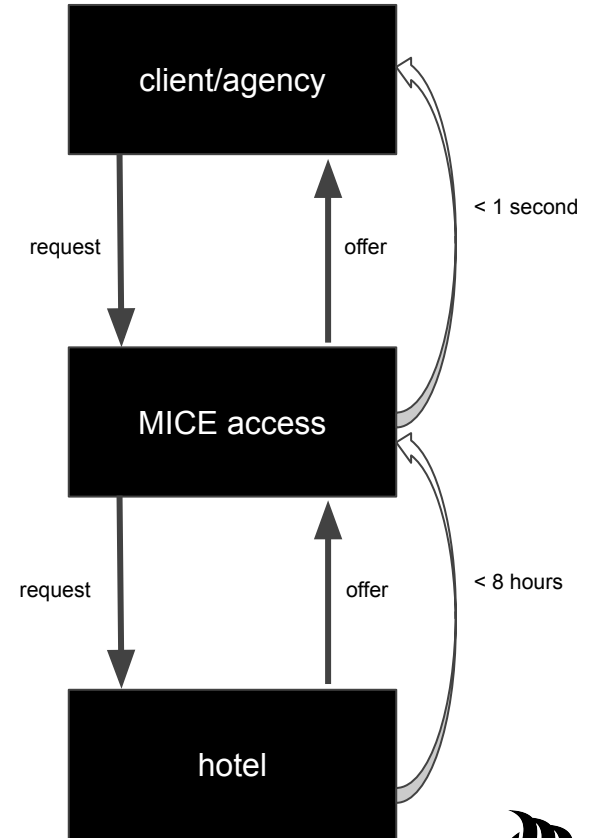 client/agency
< 1 second
request
offer
MICE access
< 8 hours
request
offer
hotel